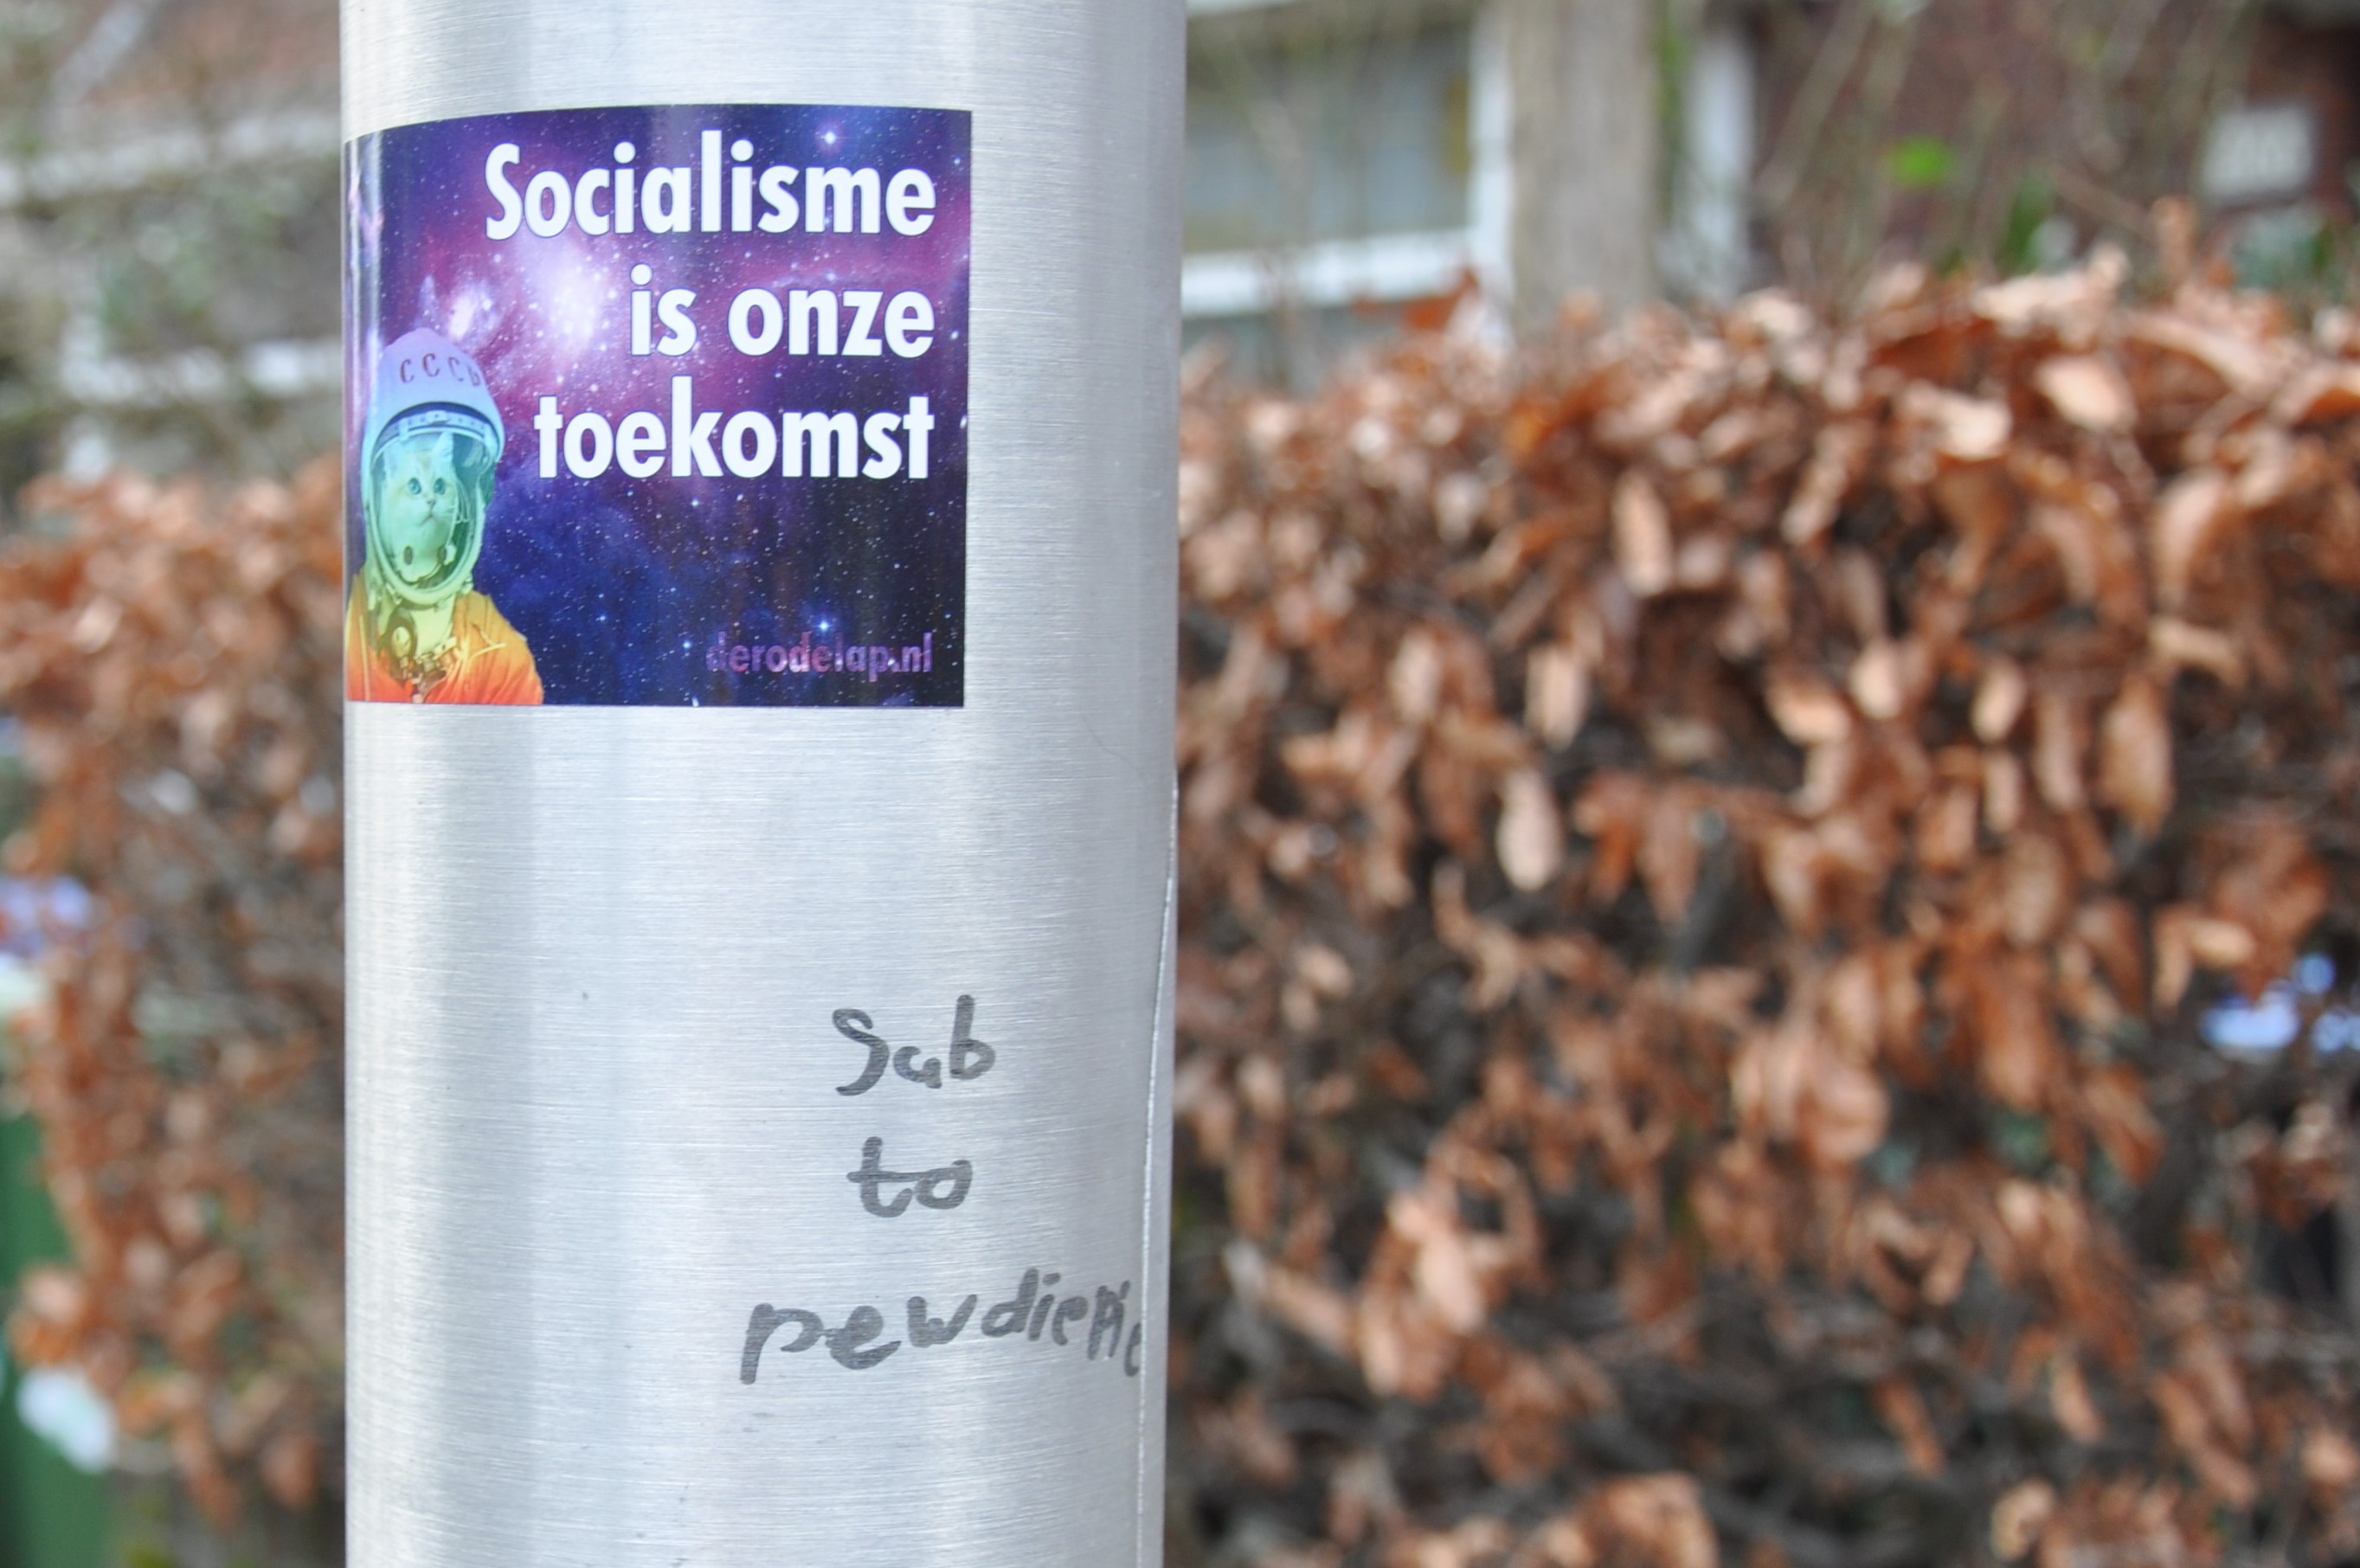 Socialisme
is onze
toekomst
CCCP
derodelap.nl
Sub
to
pewdiepie